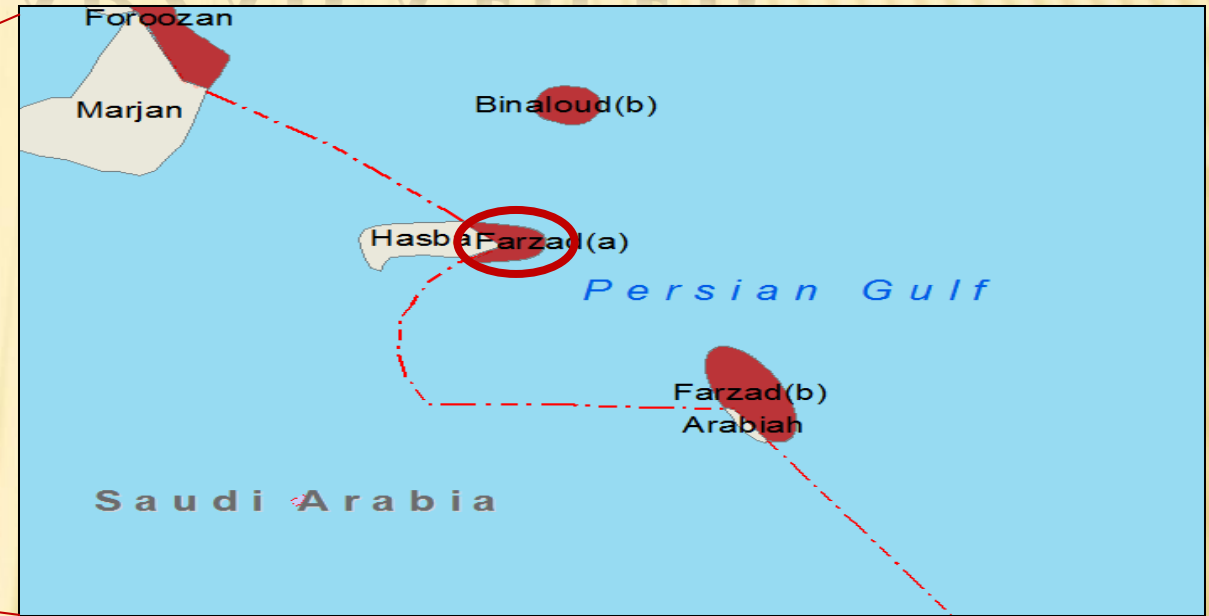 Foroozan
Marjan
Binaloud(b)
Hasba
Farzad(a)
Persian Gulf
Farzad(b)
Arabiah
Saudi Arabia